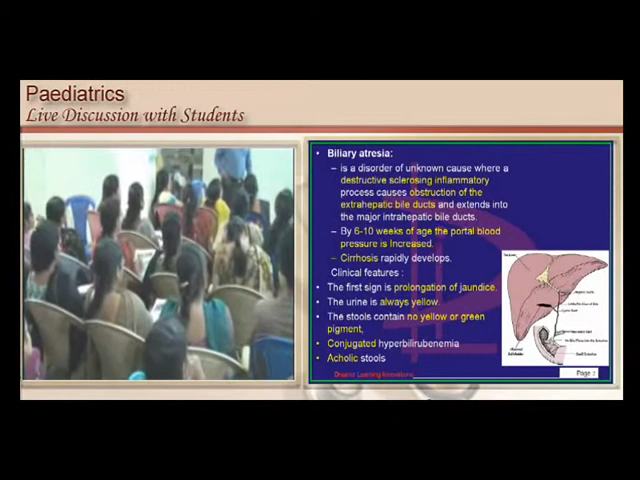 Paediatrics
Live Discussion with Students
• Biliary atresia:
– is a disorder of unknown cause where a
destructive sclerosing inflammatory
process causes obstruction of the
extrahepatic bile ducts and extends into
the major intrahepatic bile ducts.
– By 6-10 weeks of age the portal blood
pressure is Increased.
– Cirrhosis rapidly develops.
Clinical features :
• The first sign is prolongation of jaundice.
• The urine is always yellow.
• The stools contain no yellow or green
pigment,
• Conjugated hyperbilirubenemia
• Acholic stools
Learning Innovations
Page 2